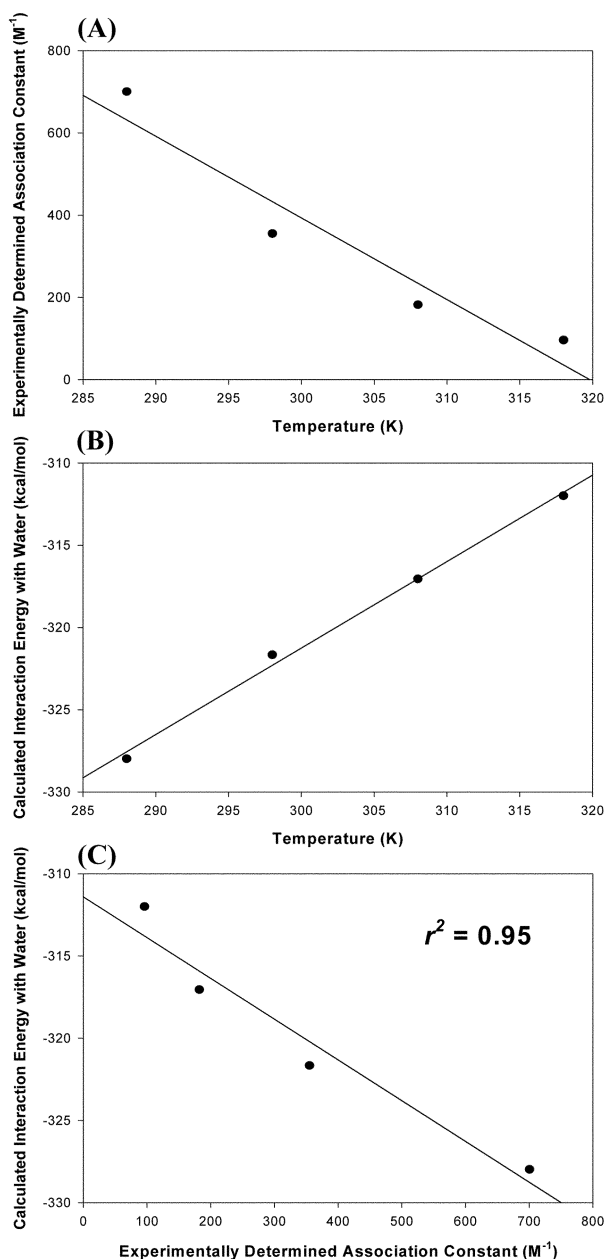 (A)
Experimentally Determined Association Constant (M⁻¹)
800
600
400
200
0
285 290 295 300 305 310 315 320
Temperature (K)
(B)
Calculated Interaction Energy with Water (kcal/mol)
-310
-315
-320
-325
-330
285 290 295 300 305 310 315 320
Temperature (K)
(C)
Calculated Interaction Energy with Water (kcal/mol)
-310
-315
-320
-325
-330
r² = 0.95
0 100 200 300 400 500 600 700 800
Experimentally Determined Association Constant (M⁻¹)